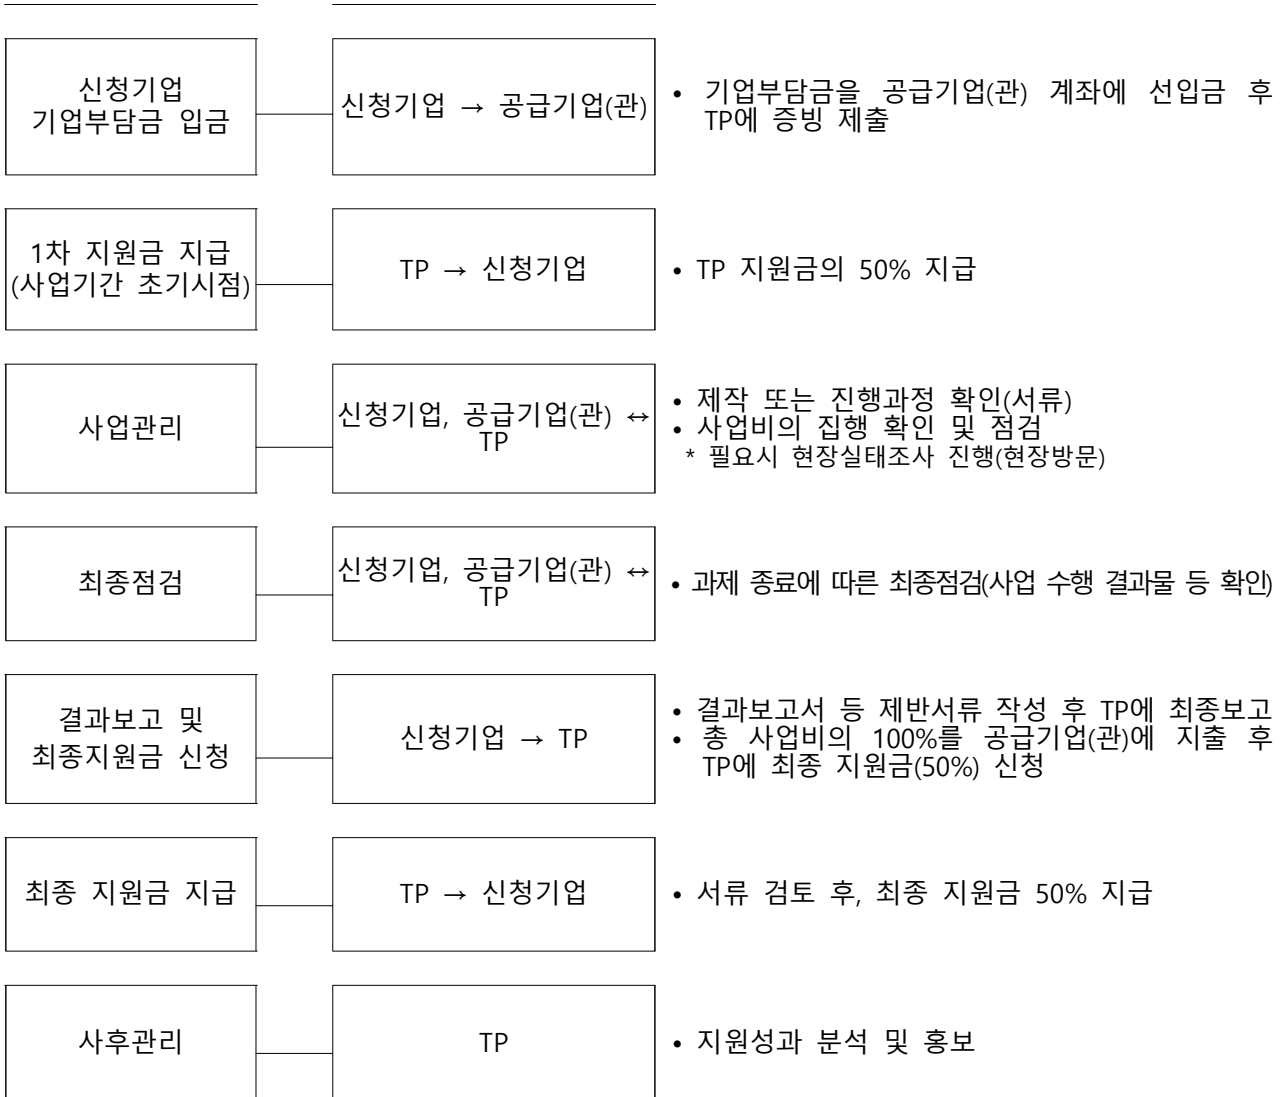 신청기업
기업부담금 입금
신청기업 → 공급기업(관)
• 기업부담금을 공급기업(관) 계좌에 선입금 후
TP에 증빙 제출
1차 지원금 지급
(사업기간 초기시점)
TP → 신청기업
• TP 지원금의 50% 지급
사업관리
신청기업, 공급기업(관) ↔
TP
• 제작 또는 진행과정 확인(서류)
• 사업비의 집행 확인 및 점검
* 필요시 현장실태조사 진행(현장방문)
최종점검
신청기업, 공급기업(관) ↔
TP
• 과제 종료에 따른 최종점검(사업 수행 결과물 등 확인)
결과보고 및
최종지원금 신청
신청기업 → TP
• 결과보고서 등 제반서류 작성 후 TP에 최종보고
• 총 사업비의 100%를 공급기업(관)에 지출 후
TP에 최종 지원금(50%) 신청
최종 지원금 지급
TP → 신청기업
• 서류 검토 후, 최종 지원금 50% 지급
사후관리
TP
• 지원성과 분석 및 홍보